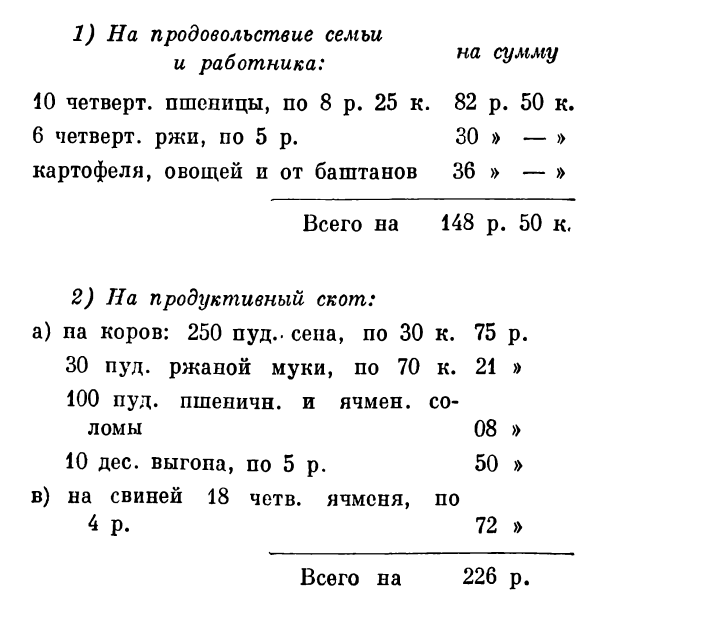 1) На продовольствие семьи
и работника:
на сумму
10 четверт. пшеницы, по 8 р. 25 к. 82 р. 50 к.
6 четверт. ржи, по 5 р. 30 » — »
картофеля, овощей и от баштанов 36 » — »
Всего на 148 р. 50 к.
2) На продуктивный скот:
а) на коров: 250 пуд. сена, по 30 к. 75 р.
30 пуд. ржаной муки, по 70 к. 21 »
100 пуд. пшеничн. и ячмен. со-
ломы 08 »
10 дес. выгона, по 5 р. 50 »
в) на свиней 18 четв. ячменя, по
4 р. 72 »
Всего на 226 р.